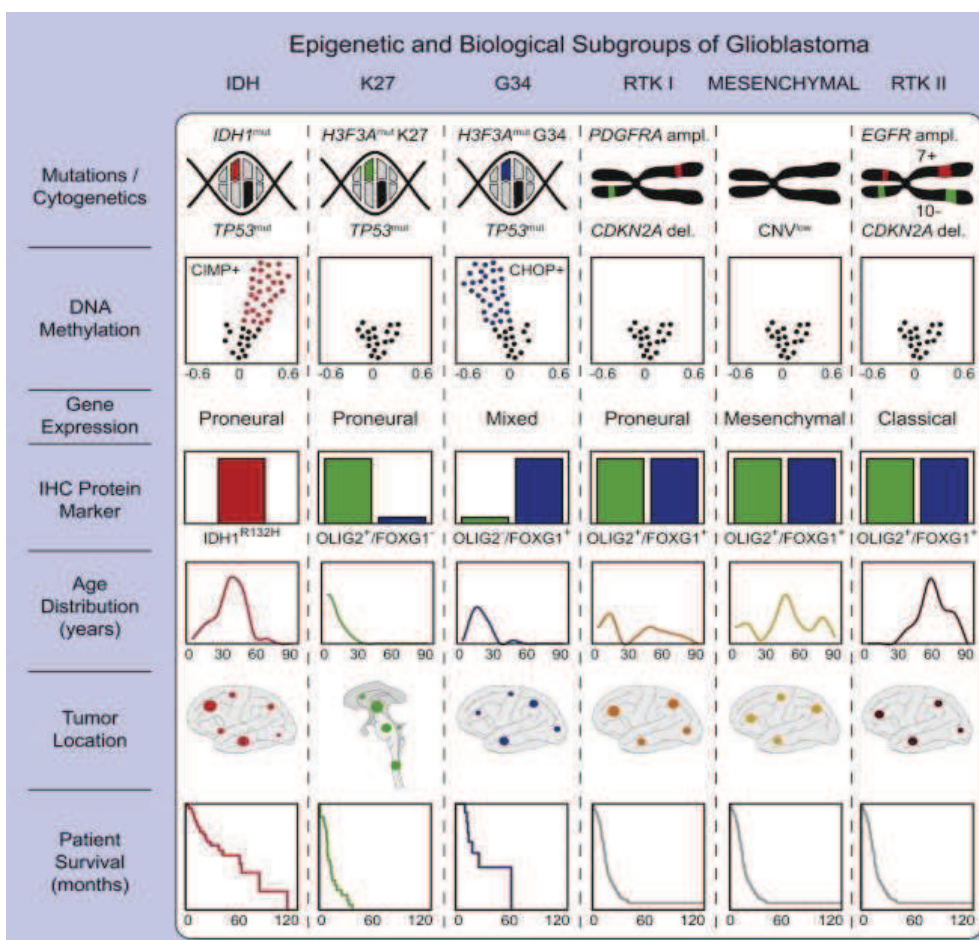 Epigenetic and Biological Subgroups of Glioblastoma
IDH K27 G34 RTK I MESENCHYMAL RTK II
Mutations /
Cytogenetics
IDH1mut H3F3Amut K27 H3F3Amut G34 PDGFRA ampl. EGFR ampl.
7+
10-
TP53mut TP53mut TP53mut CDKN2A del. CNVlow CDKN2A del.
DNA
Methylation
CIMP+ CHOP+
-0.6 0 0.6 -0.6 0 0.6 -0.6 0 0.6 -0.6 0 0.6 -0.6 0 0.6 -0.6 0 0.6
Gene
Expression
Proneural Proneural Mixed Proneural Mesenchymal Classical
IHC Protein
Marker
IDH1R132H OLIG2+/FOXG1- OLIG2-/FOXG1+ OLIG2+/FOXG1+ OLIG2+/FOXG1+ OLIG2+/FOXG1+
Age
Distribution
(years)
0 30 60 90 0 30 60 90 0 30 60 90 0 30 60 90 0 30 60 90 0 30 60 90
Tumor
Location
Patient
Survival
(months)
0 60 120 0 60 120 0 60 120 0 60 120 0 60 120 0 60 120